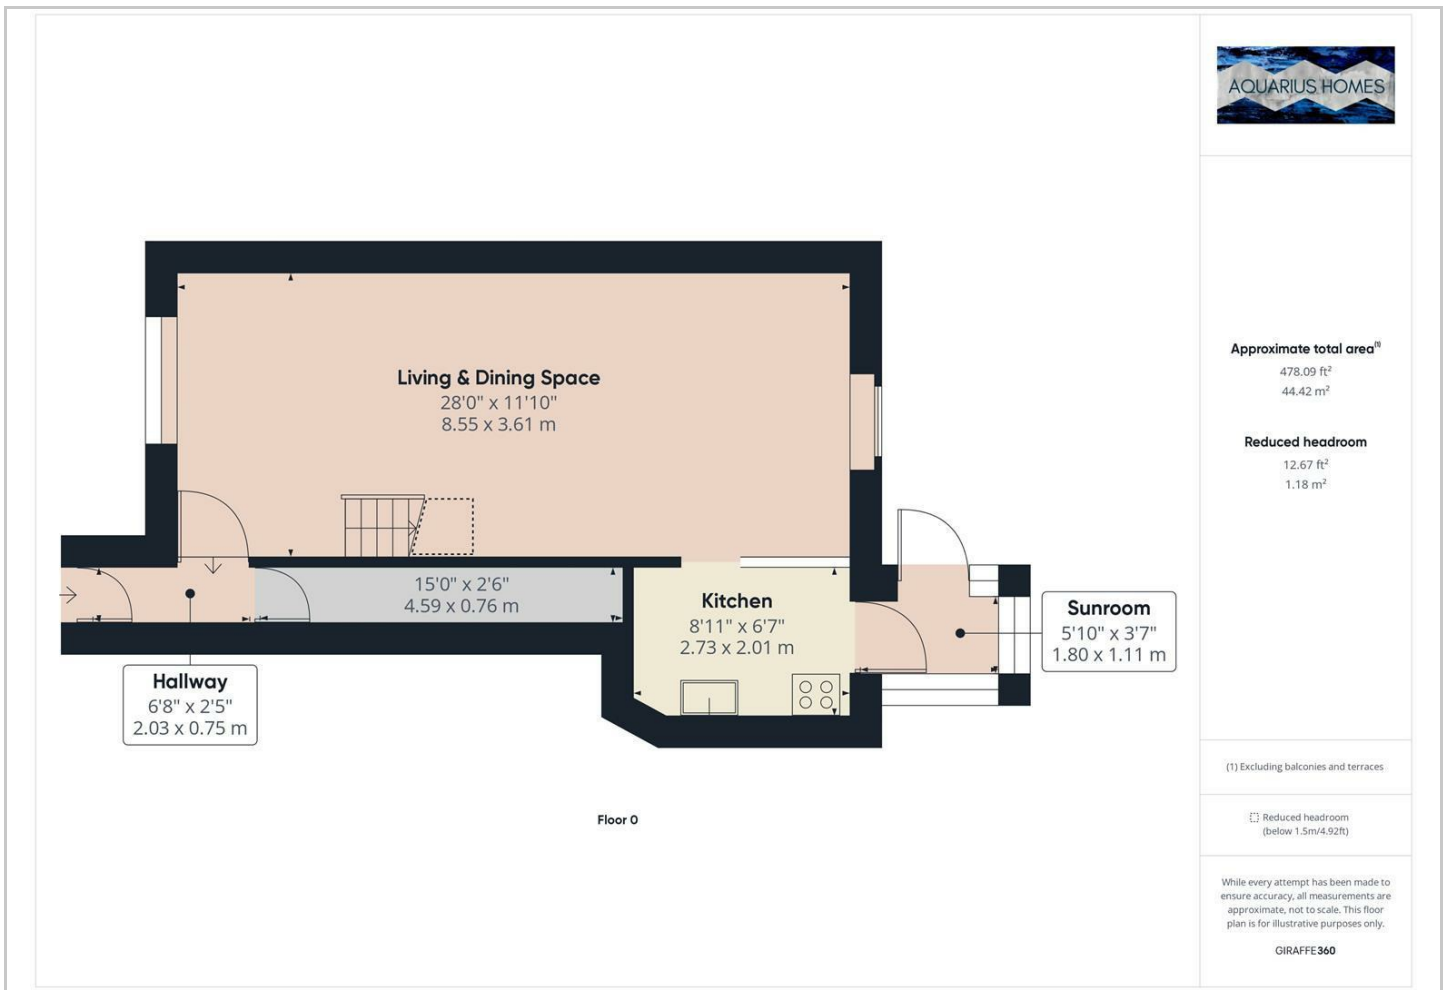 AQUARIUS HOMES
Living & Dining Space
28'0" x 11'10"
8.55 x 3.61 m
15'0" x 2'6"
4.59 x 0.76 m
Kitchen
8'11" x 6'7"
2.73 x 2.01 m
Sunroom
5'10" x 3'7"
1.80 x 1.11 m
Hallway
6'8" x 2'5"
2.03 x 0.75 m
Floor 0
Approximate total area(1)
478.09 ft²
44.42 m²
Reduced headroom
12.67 ft²
1.18 m²
(1) Excluding balconies and terraces
Reduced headroom
(below 1.5m/4.92ft)
While every attempt has been made to
ensure accuracy, all measurements are
approximate, not to scale. This floor
plan is for illustrative purposes only.
GIRAFFE360